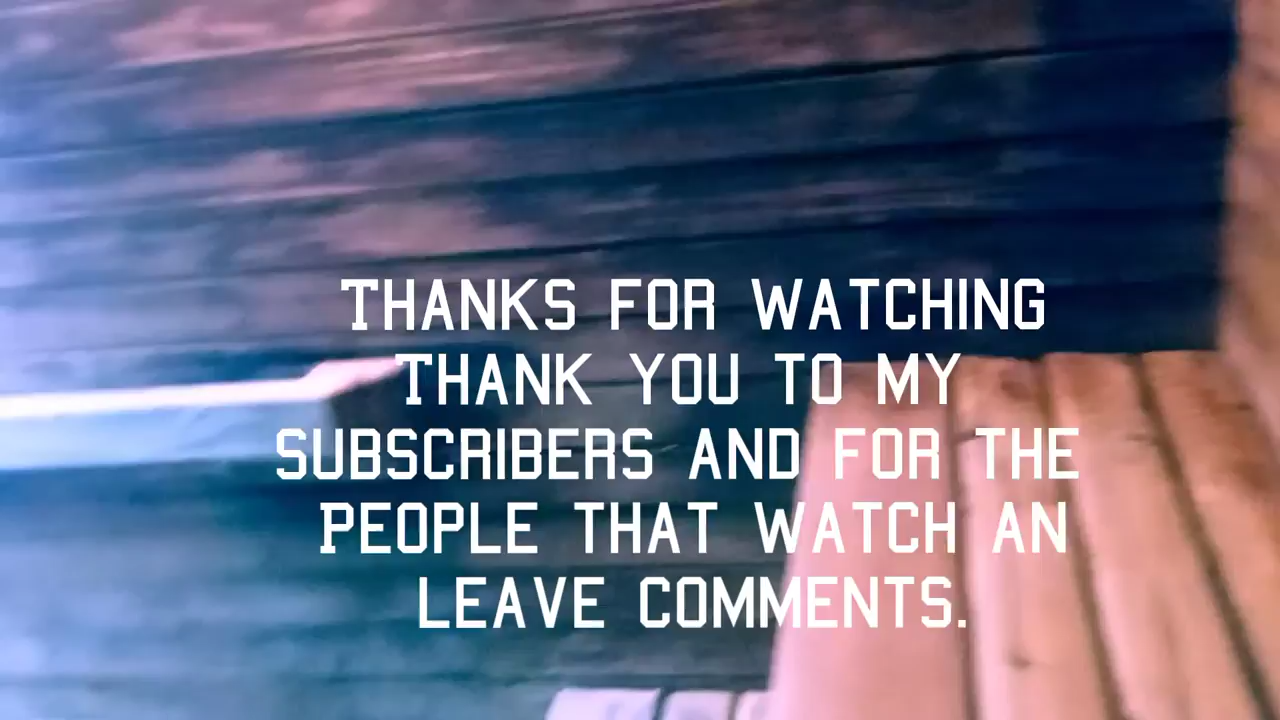 THANKS FOR WATCHING
THANK YOU TO MY
SUBSCRIBERS AND FOR THE
PEOPLE THAT WATCH AN
LEAVE COMMENTS.